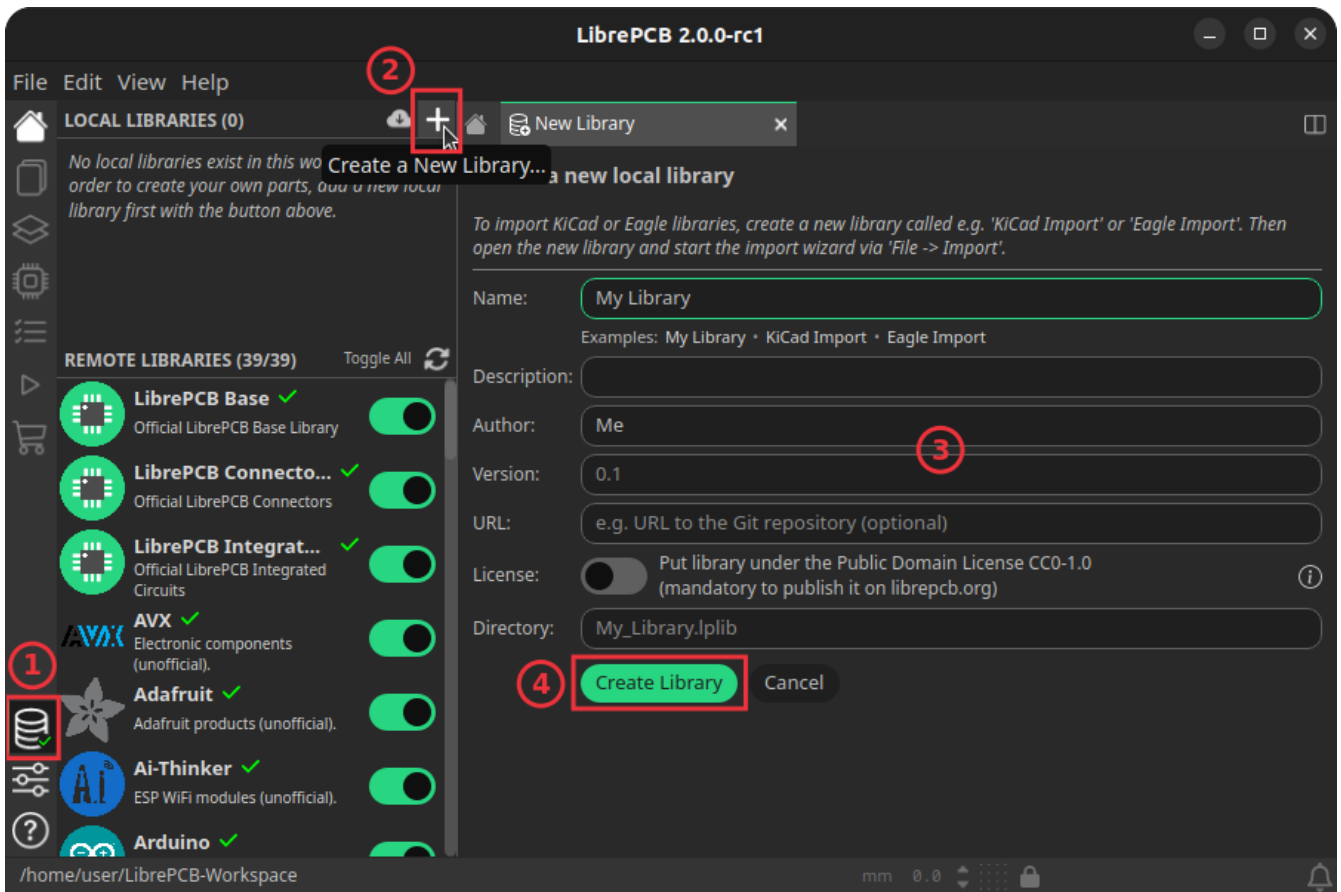 LibrePCB 2.0.0-rc1
File Edit View Help
2
LOCAL LIBRARIES (0)
New Library
No local libraries exist in this wo
order to create your own parts, add a new local
library first with the button above.
Create a New Library...
a new local library
To import KiCad or Eagle libraries, create a new library called e.g. 'KiCad Import' or 'Eagle Import'. Then
open the new library and start the import wizard via 'File -> Import'.
Name: My Library
Examples: My Library • KiCad Import • Eagle Import
Description:
Author: Me
3
Version: 0.1
URL: e.g. URL to the Git repository (optional)
License: Put library under the Public Domain License CC0-1.0
(mandatory to publish it on librepcb.org)
Directory: My_Library.lplib
4
Create Library Cancel
REMOTE LIBRARIES (39/39) Toggle All
LibrePCB Base
Official LibrePCB Base Library
LibrePCB Connecto...
Official LibrePCB Connectors
LibrePCB Integrat...
Official LibrePCB Integrated
Circuits
AVX
AVX
Electronic components
(unofficial).
1
Adafruit
Adafruit products (unofficial).
Ai
Ai-Thinker
ESP WiFi modules (unofficial).
Arduino
/home/user/LibrePCB-Workspace
mm 0.0